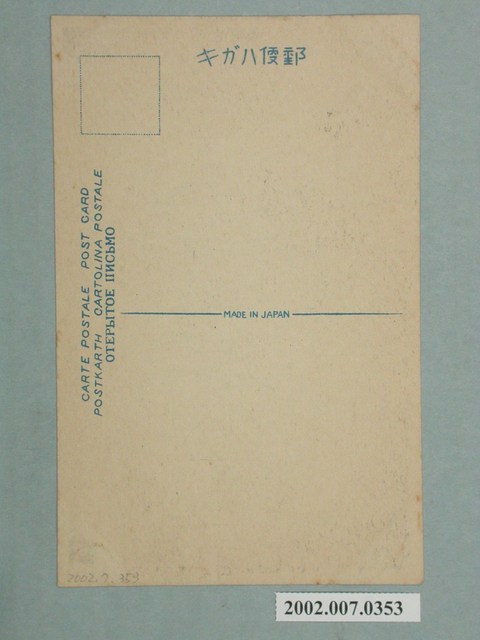 キガハ便郵
CARTE POSTALE POST CARD
POSTKARTH CARTOLINA POSTALE
ОТЕРЫТОЕ ПИСЬМО
MADE IN JAPAN
2002.7.353
2002.007.0353